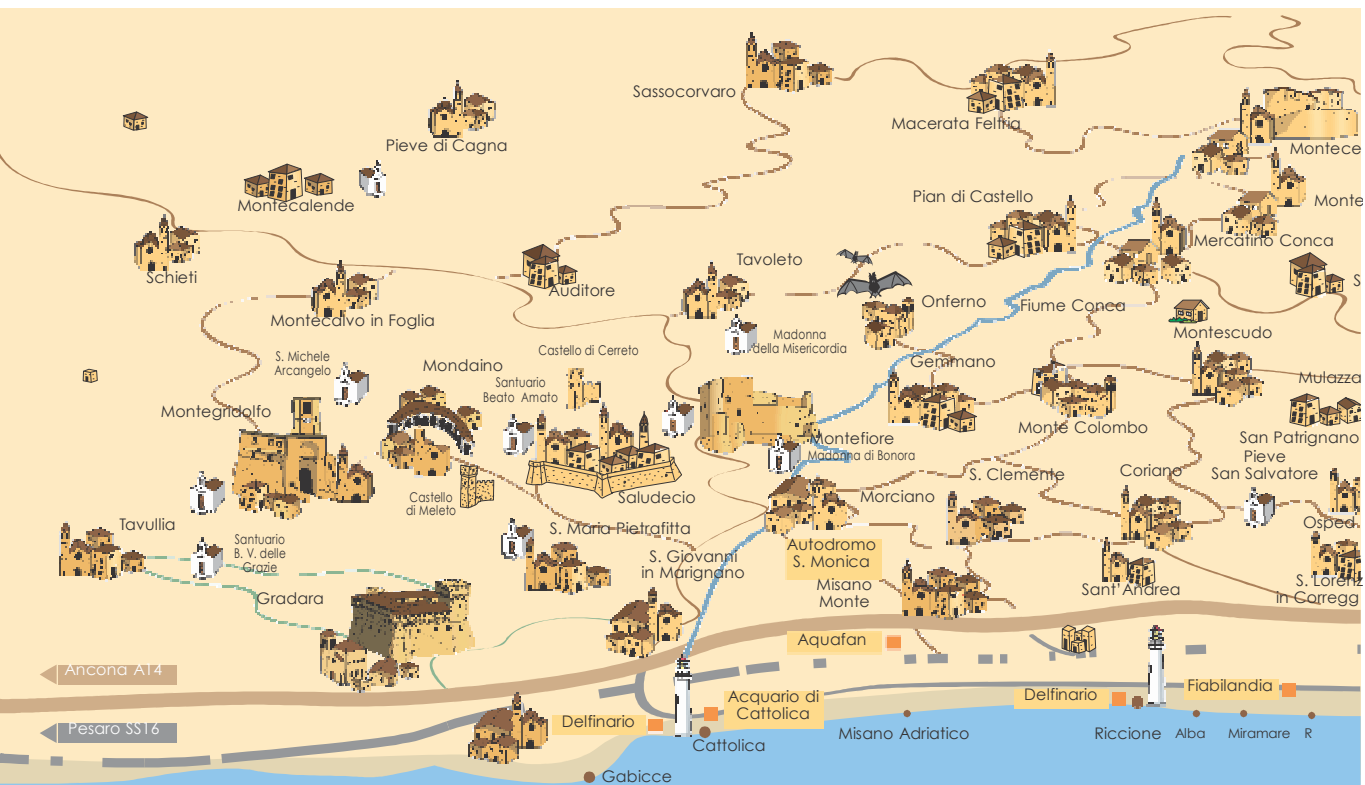 Sassocorvaro
Macerata Feltria
Pieve di Cagna
Montece
Montecalende
Pian di Castello
Monte
Mercatino Conca
Schieti
Tavoleto
Auditore
S
Onferno
Fiume Conca
Montecalvo in Foglia
Montescudo
Madonna
della Misericordia
Castello di Cerreto
S. Michele
Arcangelo
Mondaino
Gemmano
Santuario
Beato Amato
Mulazza
Montegridolfo
Monte Colombo
Montefiore
Madonna di Bonora
San Patrignano
Pieve
San Salvatore
S. Clemente
Coriano
Castello
di Meleto
Saludecio
Morciano
Tavullia
S. Maria Pietrafitta
Osped.
Santuario
B. V. delle
Grazie
Autodromo
S. Monica
S. Giovanni
in Marignano
Misano
Monte
Sant'Andrea
S. Lorenz
in Corregg
Gradara
Aquafan
Ancona A14
Acquario di
Cattolica
Delfinario
Delfinario
Fiabilandia
Pesaro SS16
Cattolica
Misano Adriatico
Riccione
Alba
Miramare
R
Gabicce